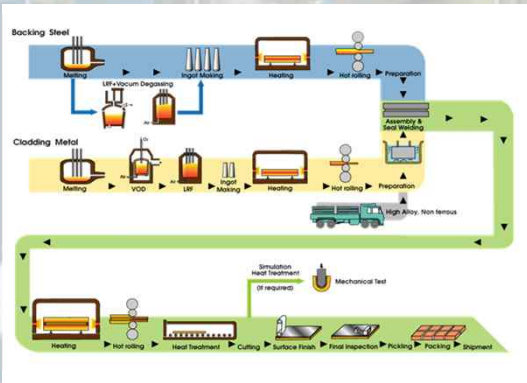 Backing Steel
Melting
LRF+Vacuum Degassing
Ingot Making
Heating
Hot rolling
Preparation
Assembly &
Seal Welding
Cladding Metal
Melting
VOD
LRF
Ingot
Making
Heating
Hot rolling
Preparation
High Alloy, Non ferrous
Simulation
Heat Treatment
(If required)
Mechanical Test
Heating
Hot rolling
Heat Treatment
Cutting
Surface Finish
Final Inspection
Pickling
Packing
Shipment